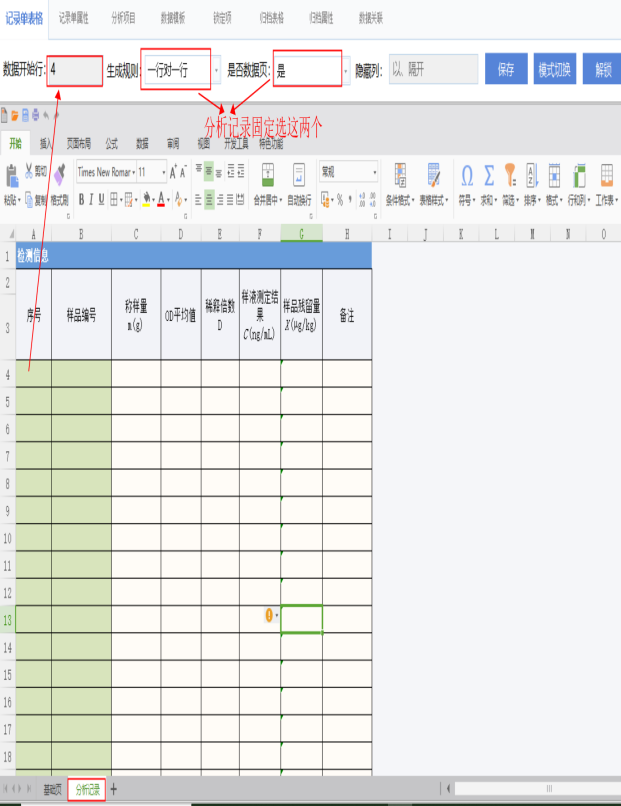 记录单表格 记录单属性 分析项目 数据模板 锁定项 归档表格 归档属性 数据关联
数据开始行: 4 生成规则: 一行对一行 是否数据页: 是 隐藏列: 以、隔开 保存 模式切换 解锁
分析记录固定选这两个
开始 插入 页面布局 公式 数据 审阅 视图 开发工具 特色功能
粘贴 剪切 复制 格式刷 Times New Romar 11 A+ A-
B I U A
合并居中 自动换行 常规 % 条件格式 表格样式 符号 求和 筛选 排序 格式 行和列 工作表
A B C D E F G H I J K L M N O
1 检测信息
2
3 序号 样品编号 称样量 m(g) OD平均值 稀释倍数 D 样液测定结果 C(ng/mL) 样品残留量 X(μg/kg) 备注
4
5
6
7
8
9
10
11
12
13
14
15
16
17
18
基础页 分析记录 +